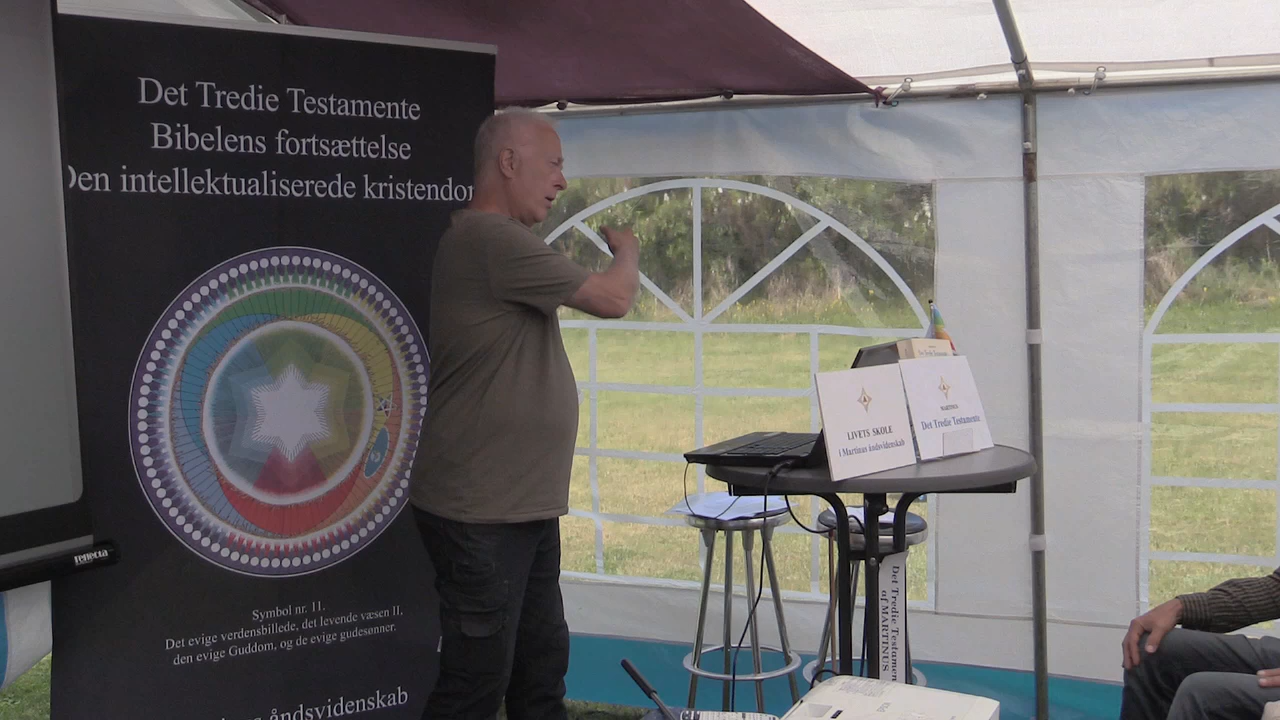 Det Tredie Testamente
Bibelens fortsættelse
Den intellektualiserede kristendom
Symbol nr. 11.
Det evige verdensbillede, det levende væsen II,
den evige Guddom, og de evige gudesønner.
åndsvidenskab
LIVETS SKOLE
i Martinus åndsvidenskab
MARTINUS
Det Tredie Testamente
Det Tredie Testamente
af MARTINUS